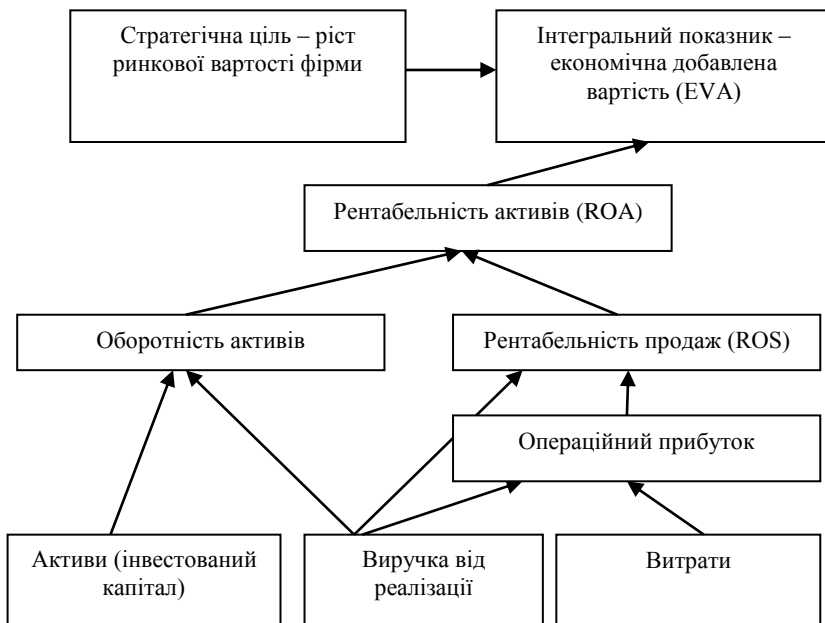 Стратегічна ціль – ріст
ринкової вартості фірми
Інтегральний показник –
економічна добавлена
вартість (EVA)
Рентабельність активів (ROA)
Оборотність активів
Рентабельність продаж (ROS)
Операційний прибуток
Активи (інвестований
капітал)
Виручка від
реалізації
Витрати